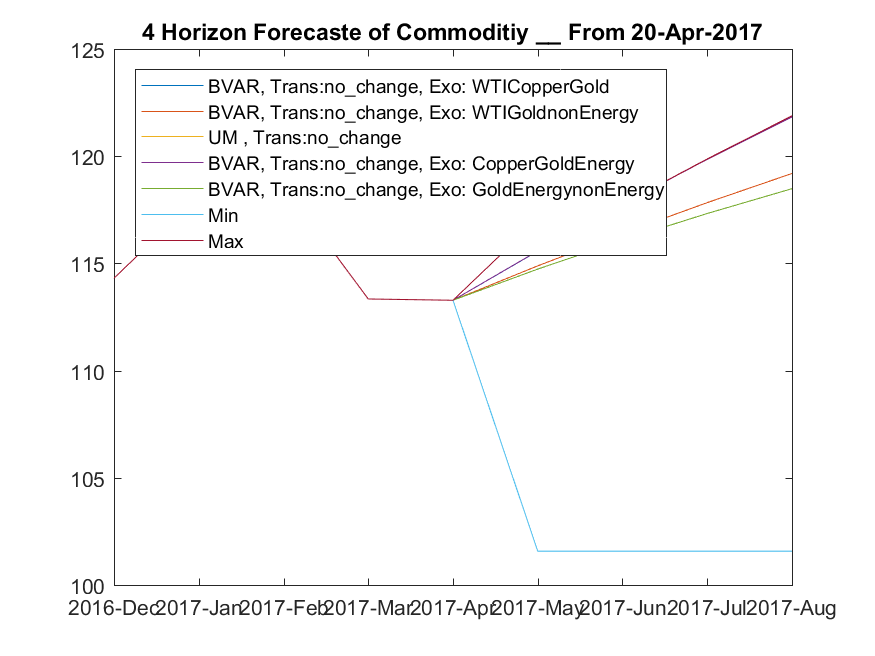 4 Horizon Forecaste of Commoditiy __ From 20-Apr-2017
125
120
115
110
105
100
BVAR, Trans:no_change, Exo: WTICopperGold
BVAR, Trans:no_change, Exo: WTIGoldnonEnergy
UM , Trans:no_change
BVAR, Trans:no_change, Exo: CopperGoldEnergy
BVAR, Trans:no_change, Exo: GoldEnergynonEnergy
Min
Max
2016-Dec 2017-Jan 2017-Feb 2017-Mar 2017-Apr 2017-May 2017-Jun 2017-Jul 2017-Aug